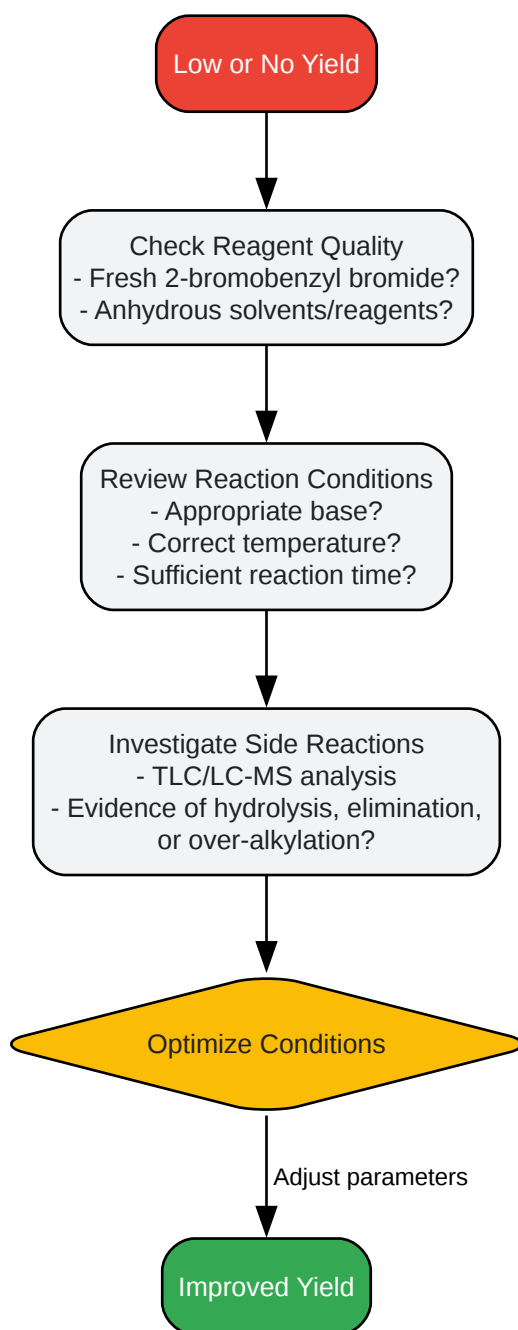 Low or No Yield
Check Reagent Quality
- Fresh 2-bromobenzyl bromide?
- Anhydrous solvents/reagents?
Review Reaction Conditions
- Appropriate base?
- Correct temperature?
- Sufficient reaction time?
Investigate Side Reactions
- TLC/LC-MS analysis
- Evidence of hydrolysis, elimination,
or over-alkylation?
Optimize Conditions
Adjust parameters
Improved Yield